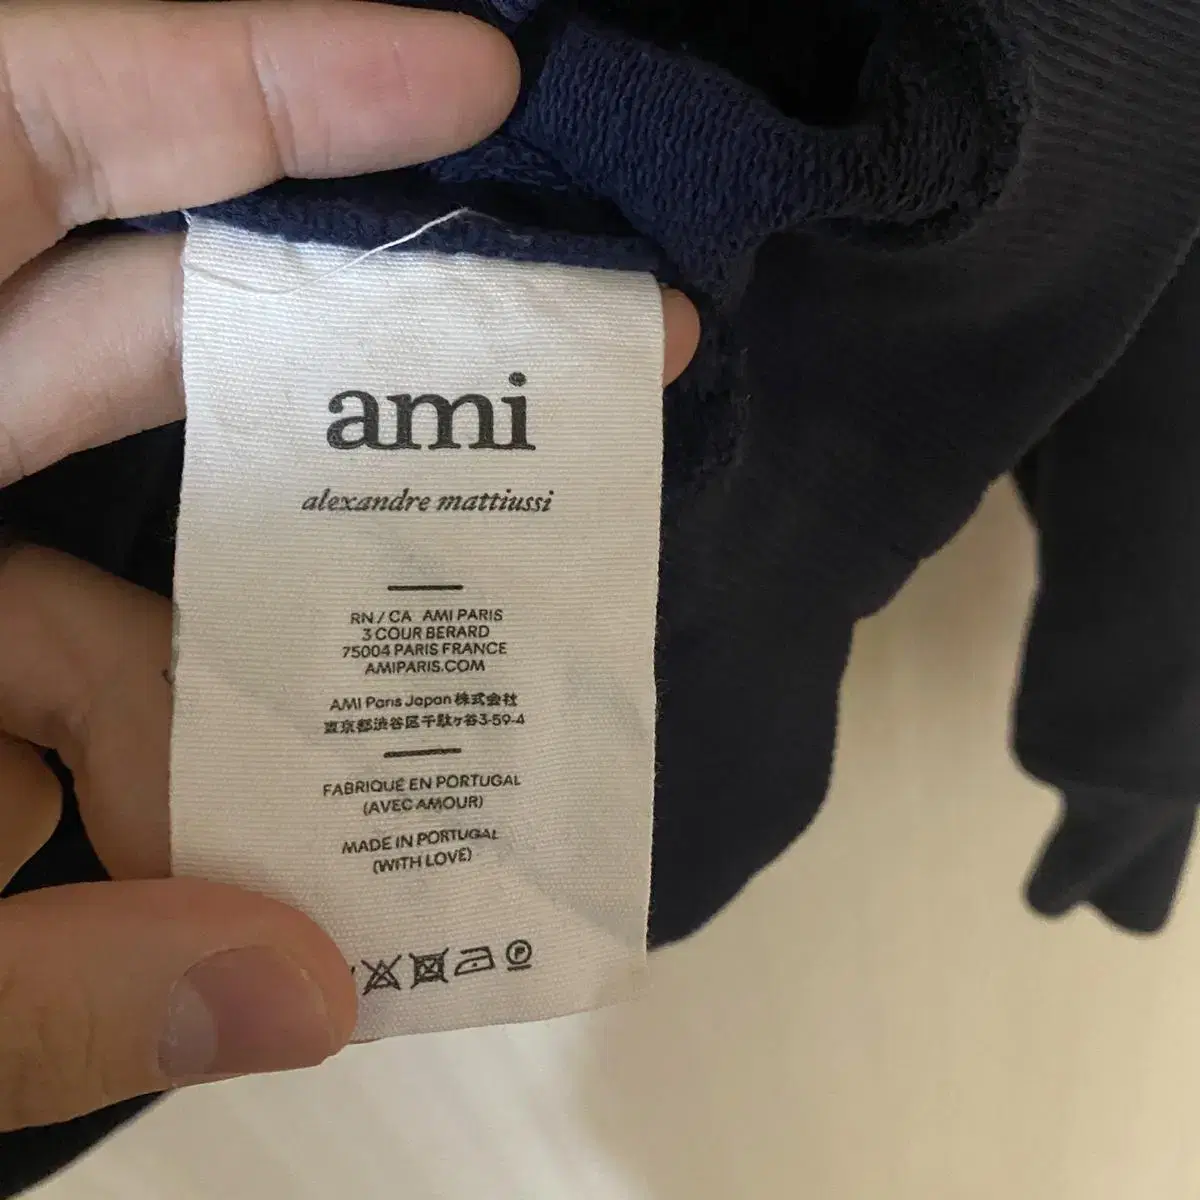 ami
alexandre mattiussi
RN / CA AMI PARIS
3 COUR BERARD
75004 PARIS FRANCE
AMIPARIS.COM
AMI Paris Japan 株式会社
東京都渋谷区千駄ヶ谷3-59-4
FABRIQUÉ EN PORTUGAL
(AVEC AMOUR)
MADE IN PORTUGAL
(WITH LOVE)
P